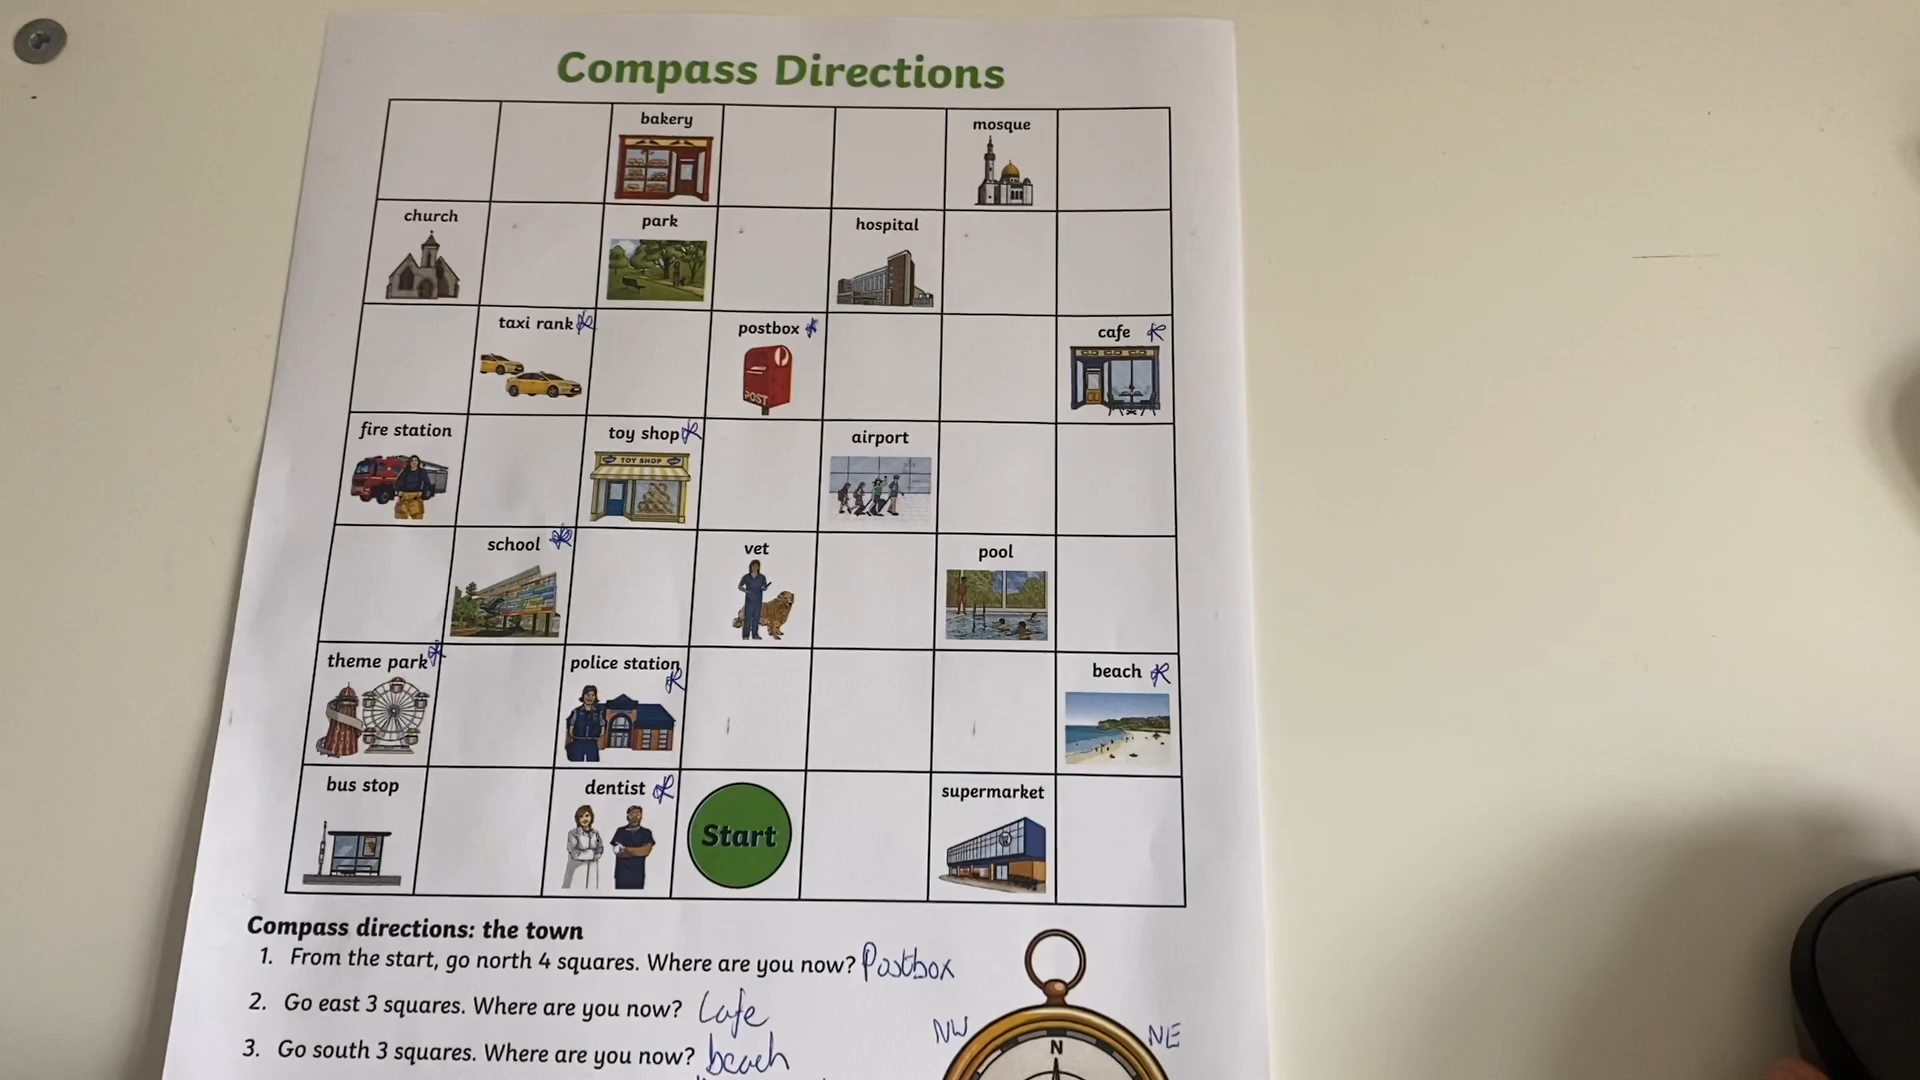 Compass Directions
bakery
mosque
church
park
hospital
taxi rank
postbox
cafe
POST
fire station
toy shop
airport
TOY SHOP
school
vet
pool
theme park
police station
beach
bus stop
dentist
supermarket
Start
Compass directions: the town
1. From the start, go north 4 squares. Where are you now? Postbox
2. Go east 3 squares. Where are you now? Cafe
3. Go south 3 squares. Where are you now? beach
NW
NE
N